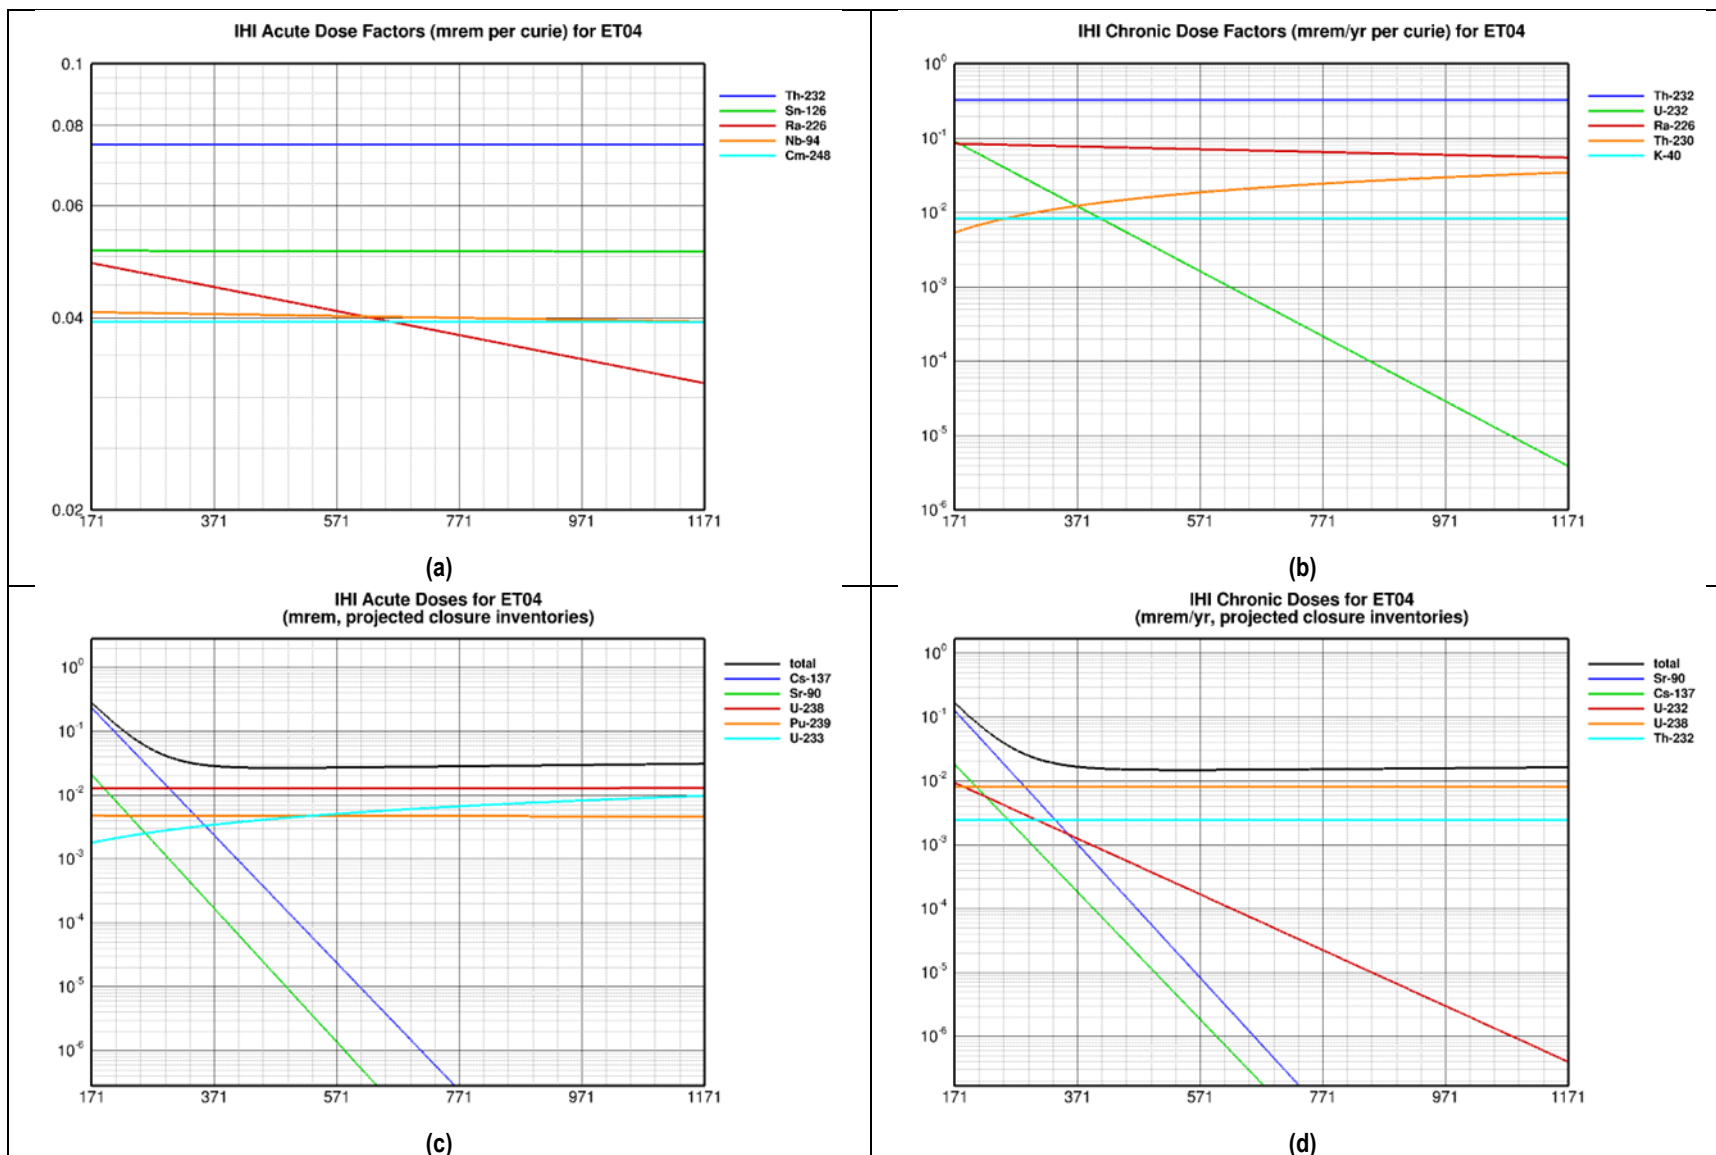 IHI Acute Dose Factors (mrem per curie) for ET04
0.1
0.08
0.06
0.04
0.02
171 371 571 771 971 1171
Th-232
Sn-126
Ra-226
Nb-94
Cm-248
(a)
IHI Chronic Dose Factors (mrem/yr per curie) for ET04
10⁰
10⁻¹
10⁻²
10⁻³
10⁻⁴
10⁻⁵
10⁻⁶
171 371 571 771 971 1171
Th-232
U-232
Ra-226
Th-230
K-40
(b)
IHI Acute Doses for ET04
(mrem, projected closure inventories)
10⁰
10⁻¹
10⁻²
10⁻³
10⁻⁴
10⁻⁵
10⁻⁶
171 371 571 771 971 1171
total
Cs-137
Sr-90
U-238
Pu-239
U-233
(c)
IHI Chronic Doses for ET04
(mrem/yr, projected closure inventories)
10⁰
10⁻¹
10⁻²
10⁻³
10⁻⁴
10⁻⁵
10⁻⁶
171 371 571 771 971 1171
total
Sr-90
Cs-137
U-232
U-238
Th-232
(d)